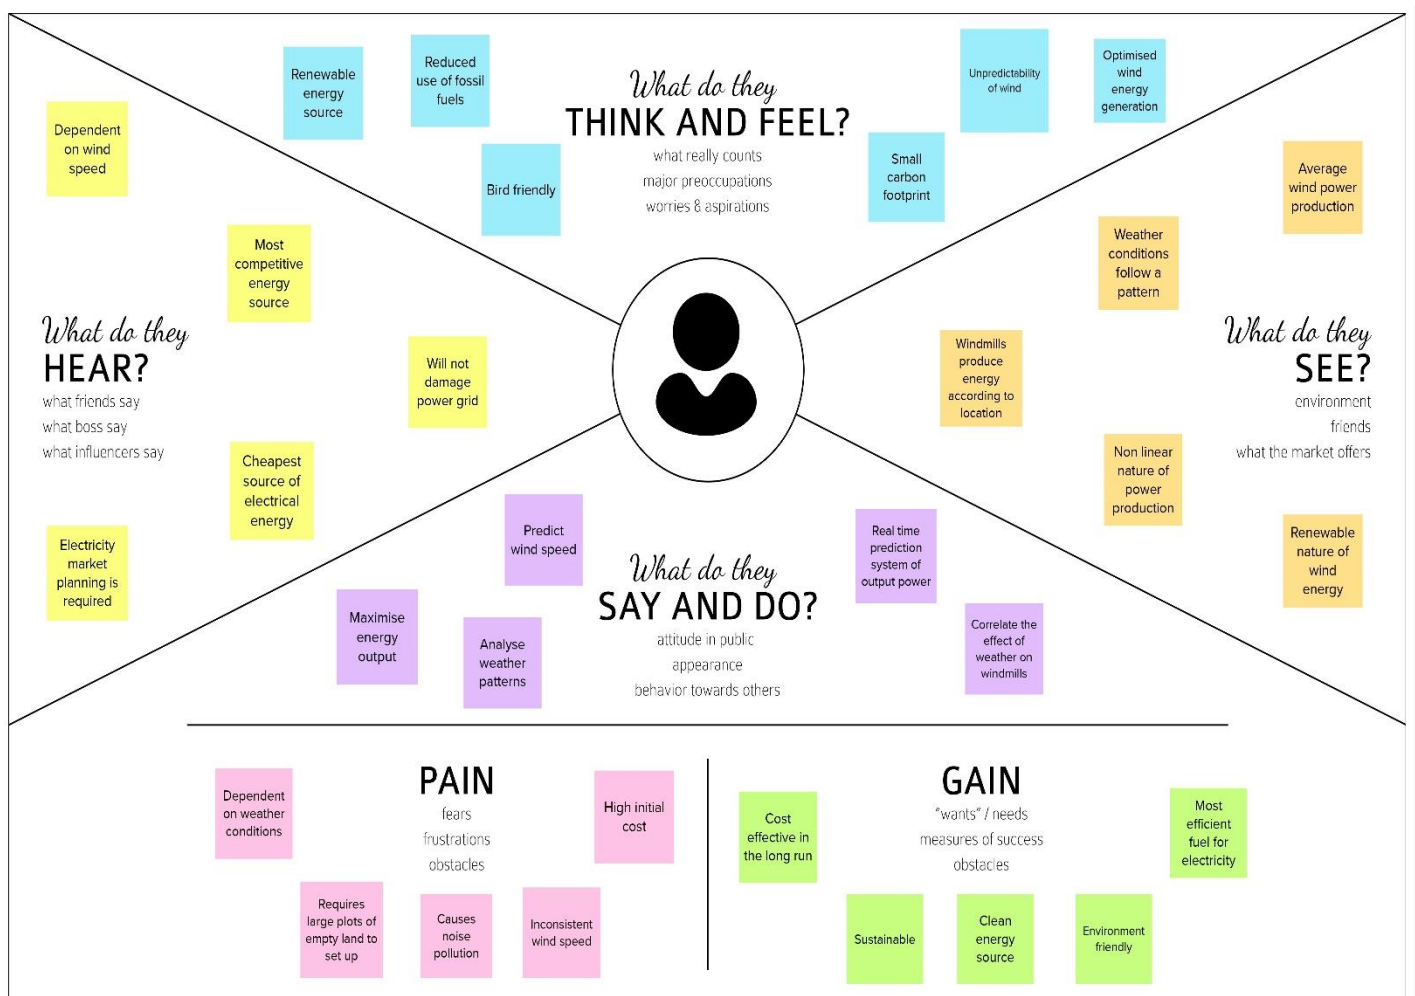 Renewable
energy
source
Reduced
use of fossil
fuels
Bird friendly
What do they
THINK AND FEEL?
what really counts
major preoccupations
worries & aspirations
Unpredictability
of wind
Optimised
wind
energy
generation
Small
carbon
footprint
Dependent
on wind
speed
Most
competitive
energy
source
Will not
damage
power grid
What do they
HEAR?
what friends say
what boss say
what influencers say
Cheapest
source of
electrical
energy
Electricity
market
planning is
required
Average
wind power
production
Weather
conditions
follow a
pattern
Windmills
produce
energy
according to
location
What do they
SEE?
environment
friends
what the market offers
Non linear
nature of
power
production
Renewable
nature of
wind
energy
Predict
wind speed
Maximise
energy
output
Analyse
weather
patterns
What do they
SAY AND DO?
attitude in public
appearance
behavior towards others
Real time
prediction
system of
output power
Correlate the
effect of
weather on
windmills
PAIN
fears
frustrations
obstacles
Dependent
on weather
conditions
High initial
cost
Requires
large plots of
empty land to
set up
Causes
noise
pollution
Inconsistent
wind speed
GAIN
"wants" / needs
measures of success
obstacles
Cost
effective in
the long run
Most
efficient
fuel for
electricity
Sustainable
Clean
energy
source
Environment
friendly